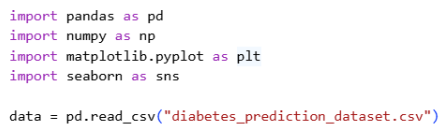 import pandas as pd
import numpy as np
import matplotlib.pyplot as plt
import seaborn as sns
data = pd.read_csv("diabetes_prediction_dataset.csv")